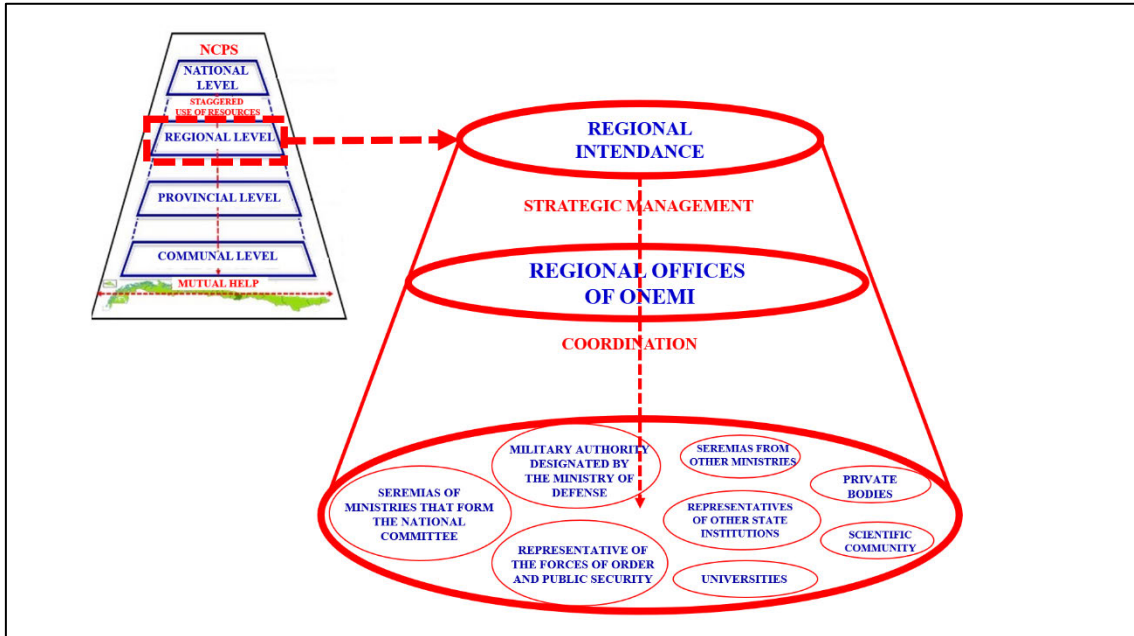 NCPS
NATIONAL
LEVEL
STAGGERED
USE OF RESOURCES
REGIONAL LEVEL
PROVINCIAL LEVEL
COMMUNAL LEVEL
MUTUAL HELP
REGIONAL
INTENDANCE
STRATEGIC MANAGEMENT
REGIONAL OFFICES
OF ONEMI
COORDINATION
SEREMIAS OF
MINISTRIES THAT FORM
THE NATIONAL
COMMITTEE
MILITARY AUTHORITY
DESIGNATED BY
THE MINISTRY OF
DEFENSE
REPRESENTATIVE OF
THE FORCES OF ORDER
AND PUBLIC SECURITY
SEREMIAS FROM
OTHER MINISTRIES
REPRESENTATIVES
OF OTHER STATE
INSTITUTIONS
UNIVERSITIES
PRIVATE
BODIES
SCIENTIFIC
COMMUNITY